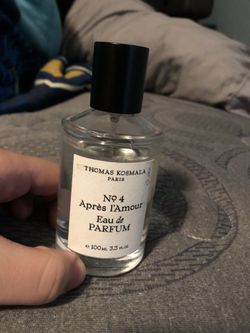 THOMAS KOSMALA
PARIS
Nº 4
Après l'Amour
Eau de
PARFUM
e 100ml 3.3 fl.oz